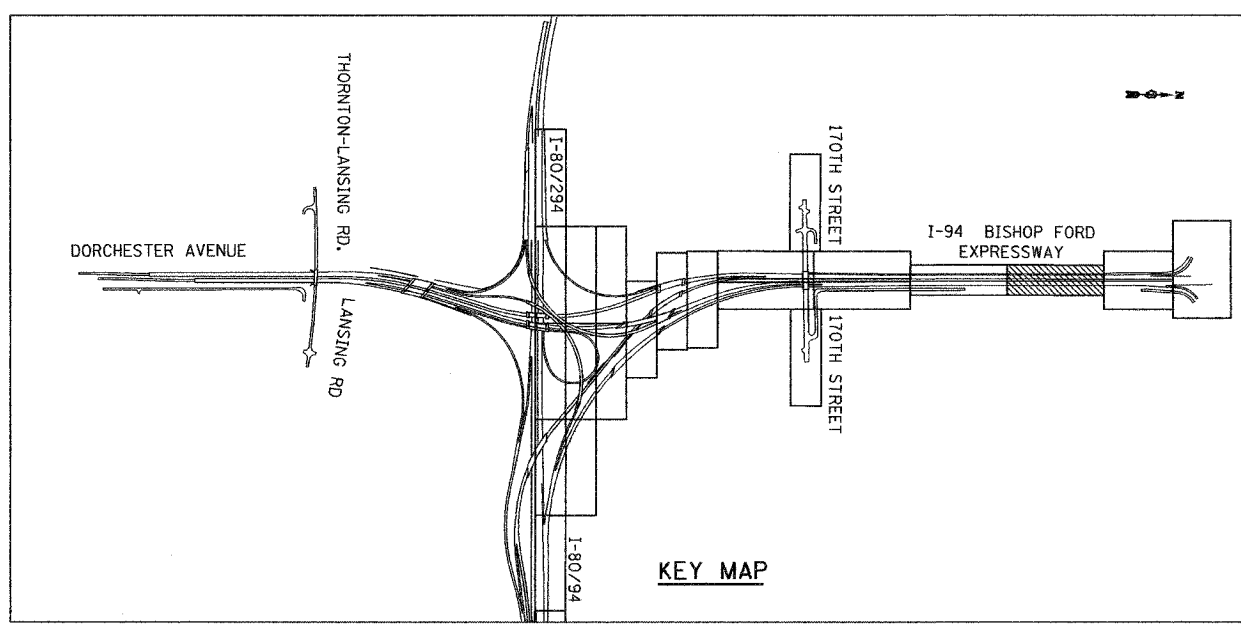 THORNTON-LANSING RD.
DORCHESTER AVENUE
LANSING RD
I-80/294
170TH STREET
170TH STREET
I-94 BISHOP FORD
EXPRESSWAY
I-80/94
KEY MAP
N